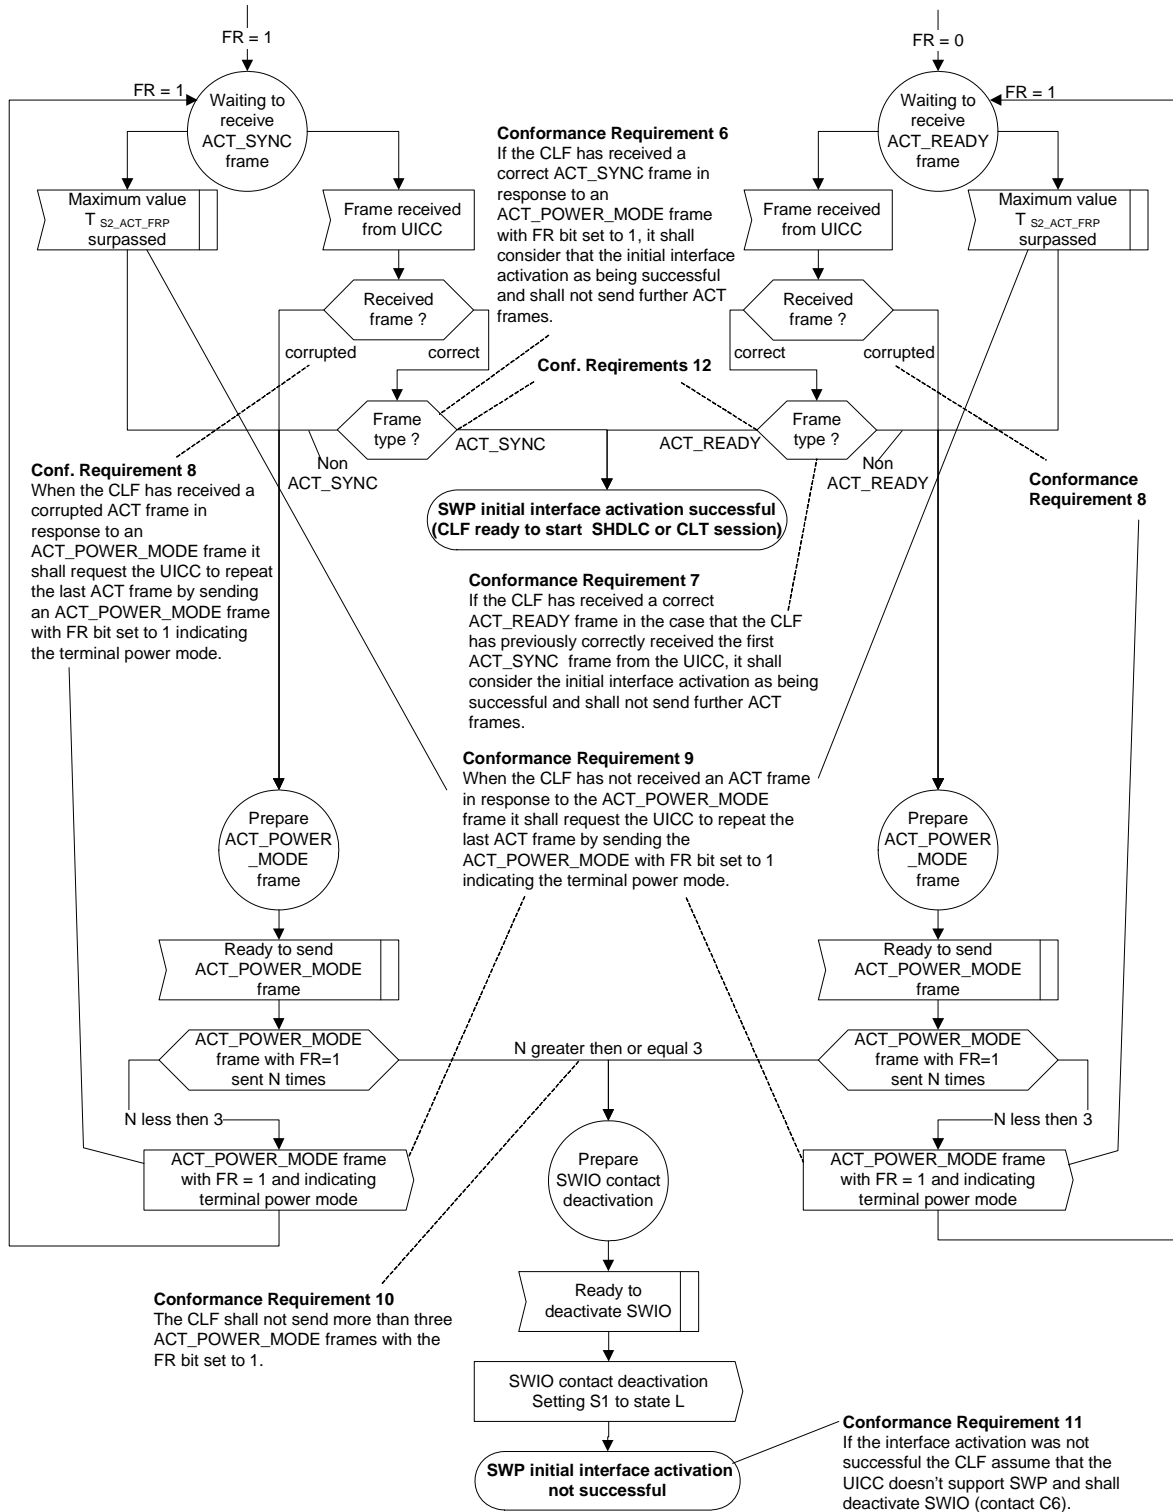 FR = 1
FR = 0
FR = 1
FR = 1
Waiting to
receive
ACT_SYNC
frame
Waiting to
receive
ACT_READY
frame
Conformance Requirement 6
If the CLF has received a
correct ACT_SYNC frame in
response to an
ACT_POWER_MODE frame
with FR bit set to 1, it shall
consider that the initial interface
activation as being successful
and shall not send further ACT
frames.
Maximum value
T S2_ACT_FRP
surpassed
Frame received
from UICC
Frame received
from UICC
Maximum value
T S2_ACT_FRP
surpassed
Received
frame ?
Received
frame ?
corrupted
correct
correct
corrupted
Conf. Reqirements 12
Frame
type ?
Frame
type ?
ACT_SYNC
ACT_READY
Non
ACT_SYNC
Non
ACT_READY
Conf. Requirement 8
When the CLF has received a
corrupted ACT frame in
response to an
ACT_POWER_MODE frame it
shall request the UICC to repeat
the last ACT frame by sending
an ACT_POWER_MODE frame
with FR bit set to 1 indicating
the terminal power mode.
Conformance
Requirement 8
SWP initial interface activation successful
(CLF ready to start SHDLC or CLT session)
Conformance Requirement 7
If the CLF has received a correct
ACT_READY frame in the case that the CLF
has previously correctly received the first
ACT_SYNC frame from the UICC, it shall
consider the initial interface activation as being
successful and shall not send further ACT
frames.
Conformance Requirement 9
When the CLF has not received an ACT frame
in response to the ACT_POWER_MODE
frame it shall request the UICC to repeat the
last ACT frame by sending the
ACT_POWER_MODE with FR bit set to 1
indicating the terminal power mode.
Prepare
ACT_POWER
_MODE
frame
Prepare
ACT_POWER
_MODE
frame
Ready to send
ACT_POWER_MODE
frame
Ready to send
ACT_POWER_MODE
frame
ACT_POWER_MODE
frame with FR=1
sent N times
N greater then or equal 3
ACT_POWER_MODE
frame with FR=1
sent N times
N less then 3
N less then 3
ACT_POWER_MODE frame
with FR = 1 and indicating
terminal power mode
Prepare
SWIO contact
deactivation
ACT_POWER_MODE frame
with FR = 1 and indicating
terminal power mode
Ready to
deactivate SWIO
Conformance Requirement 10
The CLF shall not send more than three
ACT_POWER_MODE frames with the
FR bit set to 1.
SWIO contact deactivation
Setting S1 to state L
SWP initial interface activation
not successful
Conformance Requirement 11
If the interface activation was not
successful the CLF assume that the
UICC doesn't support SWP and shall
deactivate SWIO (contact C6).